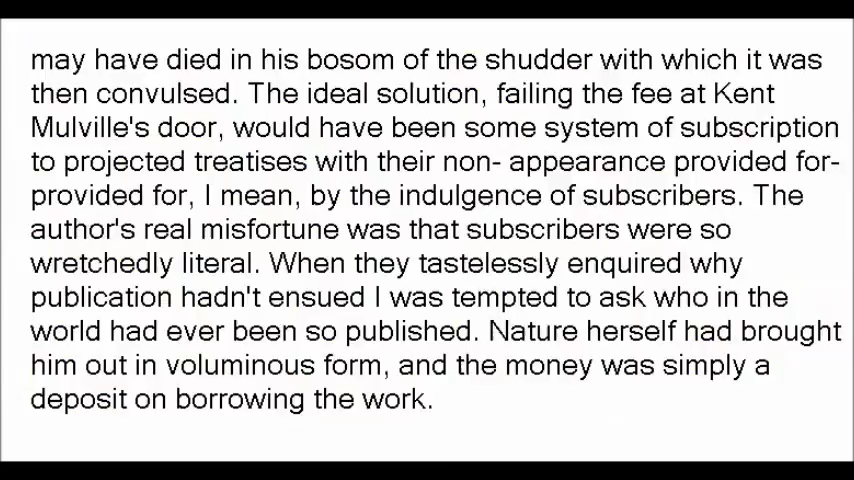 may have died in his bosom of the shudder with which it was
then convulsed. The ideal solution, failing the fee at Kent
Mulville's door, would have been some system of subscription
to projected treatises with their non- appearance provided for-
provided for, I mean, by the indulgence of subscribers. The
author's real misfortune was that subscribers were so
wretchedly literal. When they tastelessly enquired why
publication hadn't ensued I was tempted to ask who in the
world had ever been so published. Nature herself had brought
him out in voluminous form, and the money was simply a
deposit on borrowing the work.